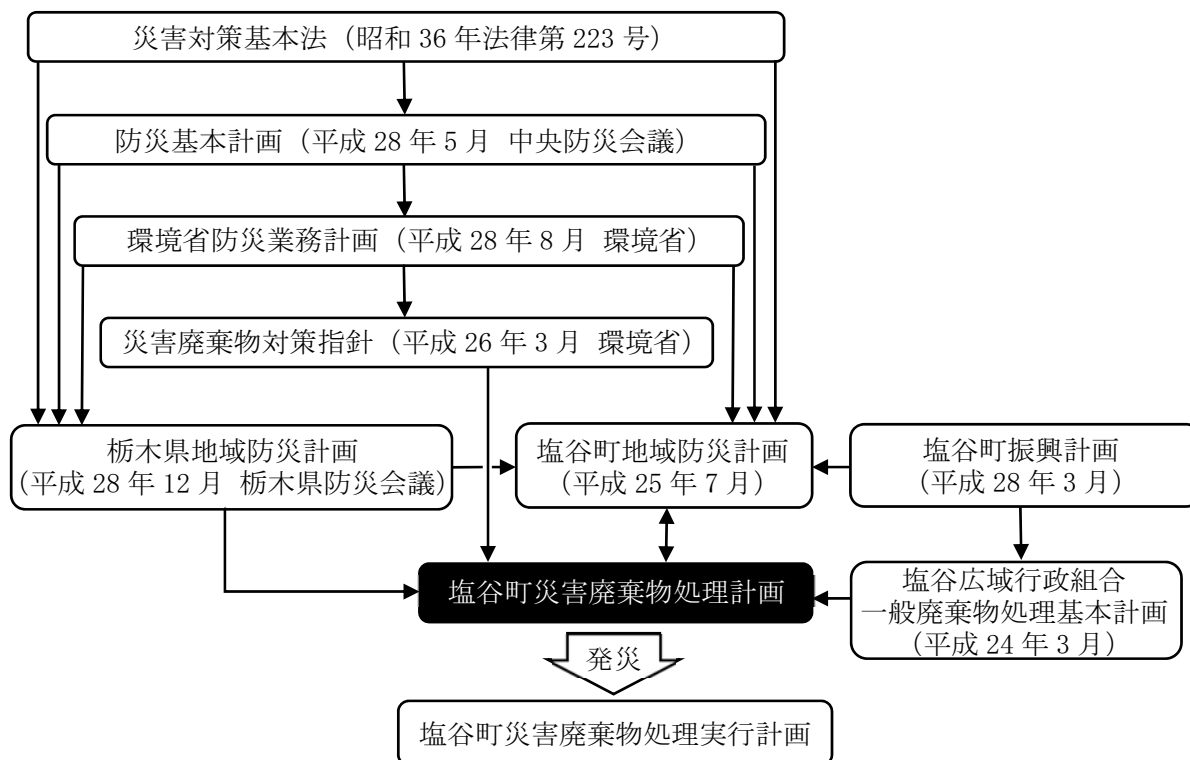 災害対策基本法（昭和 36 年法律第 223 号）
防災基本計画（平成 28 年 5 月 中央防災会議）
環境省防災業務計画（平成 28 年 8 月 環境省）
災害廃棄物対策指針（平成 26 年 3 月 環境省）
栃木県地域防災計画
（平成 28 年 12 月 栃木県防災会議）
塩谷町地域防災計画
（平成 25 年 7 月）
塩谷町振興計画
（平成 28 年 3 月）
塩谷町災害廃棄物処理計画
塩谷広域行政組合
一般廃棄物処理基本計画
（平成 24 年 3 月）
発災
塩谷町災害廃棄物処理実行計画